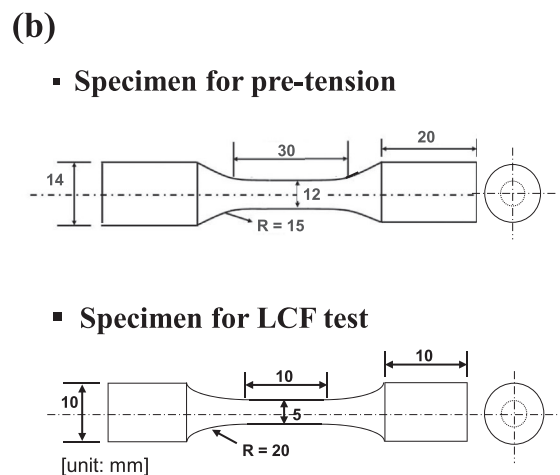 (b)
▪ Specimen for pre-tension
30
20
14
12
R = 15
▪ Specimen for LCF test
10
10
10
5
R = 20
[unit: mm]